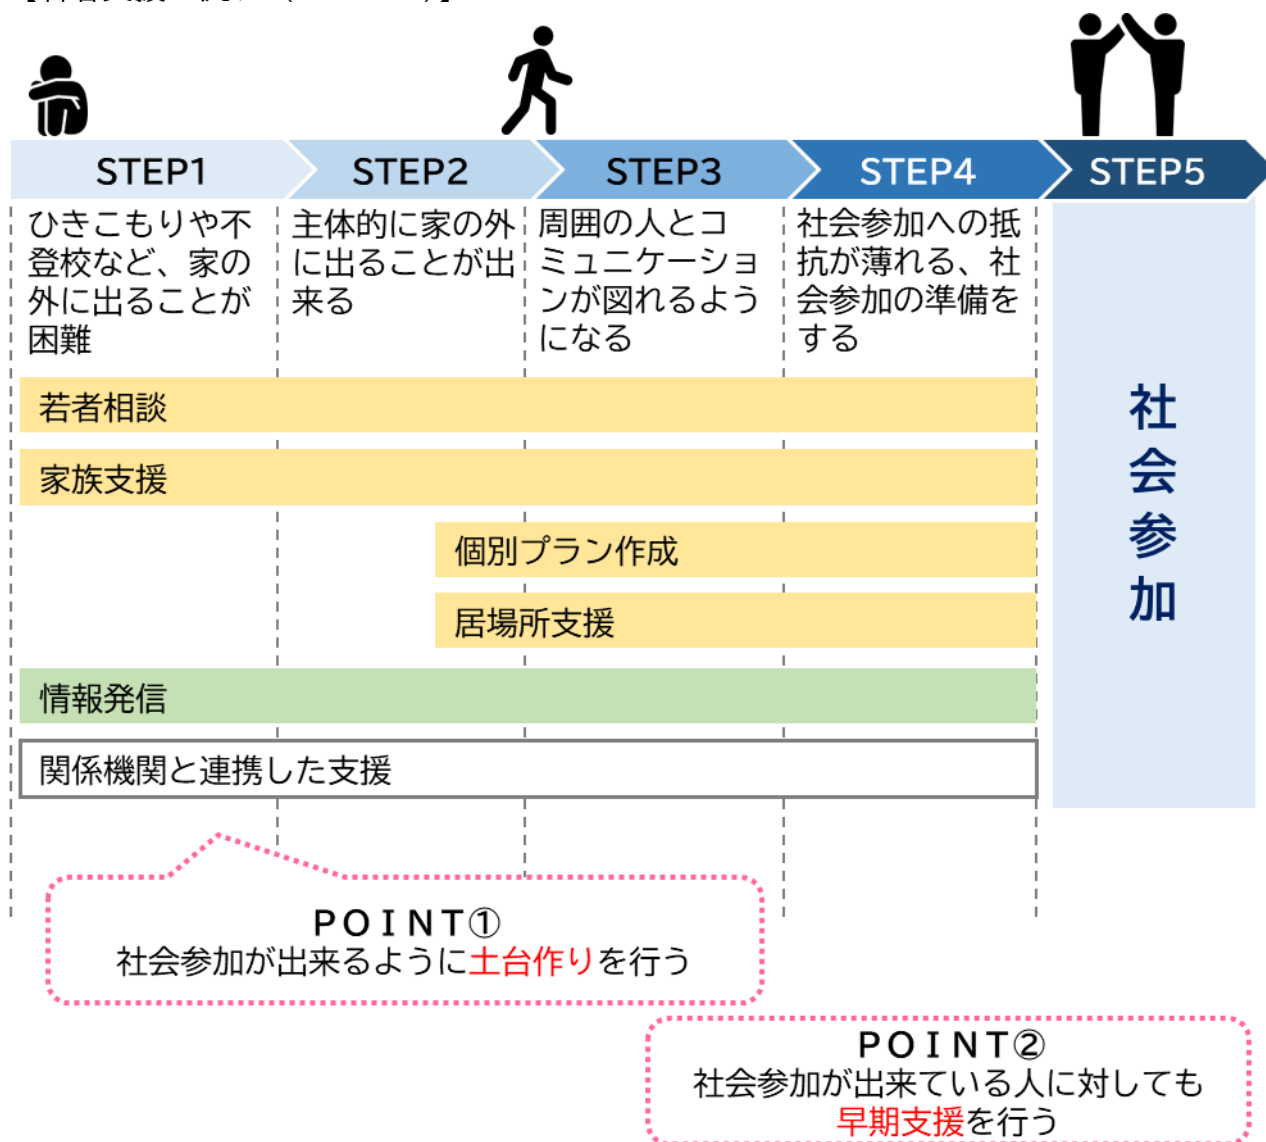 STEP1
STEP2
STEP3
STEP4
STEP5
ひきこもりや不
登校など、家の
外に出ることが
困難
主体的に家の外
に出ることが出
来る
周囲の人とコ
ミュニケーショ
ンが図れるよう
になる
社会参加への抵
抗が薄れる、社
会参加の準備を
する
社会参加
若者相談
家族支援
個別プラン作成
居場所支援
情報発信
関係機関と連携した支援
ＰＯＩＮＴ①
社会参加が出来るように土台作りを行う
ＰＯＩＮＴ②
社会参加が出来ている人に対しても
早期支援を行う